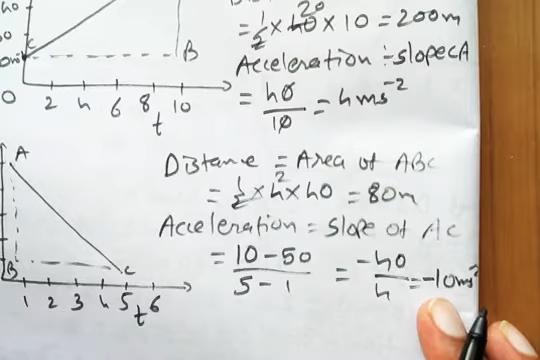 = 1/2 × 40 20 × 10 = 200m
Acceleration = slope CA
= 40/10 = 4ms⁻²
B
0 2 4 6 8 10
t
Distance = Area of ABC
= 1/2 × 4 2 × 40 = 80m
Acceleration = Slope of AC
= 10-50/5-1 = -40/4 = -10ms⁻²
A
B C
1 2 3 4 5 6
t